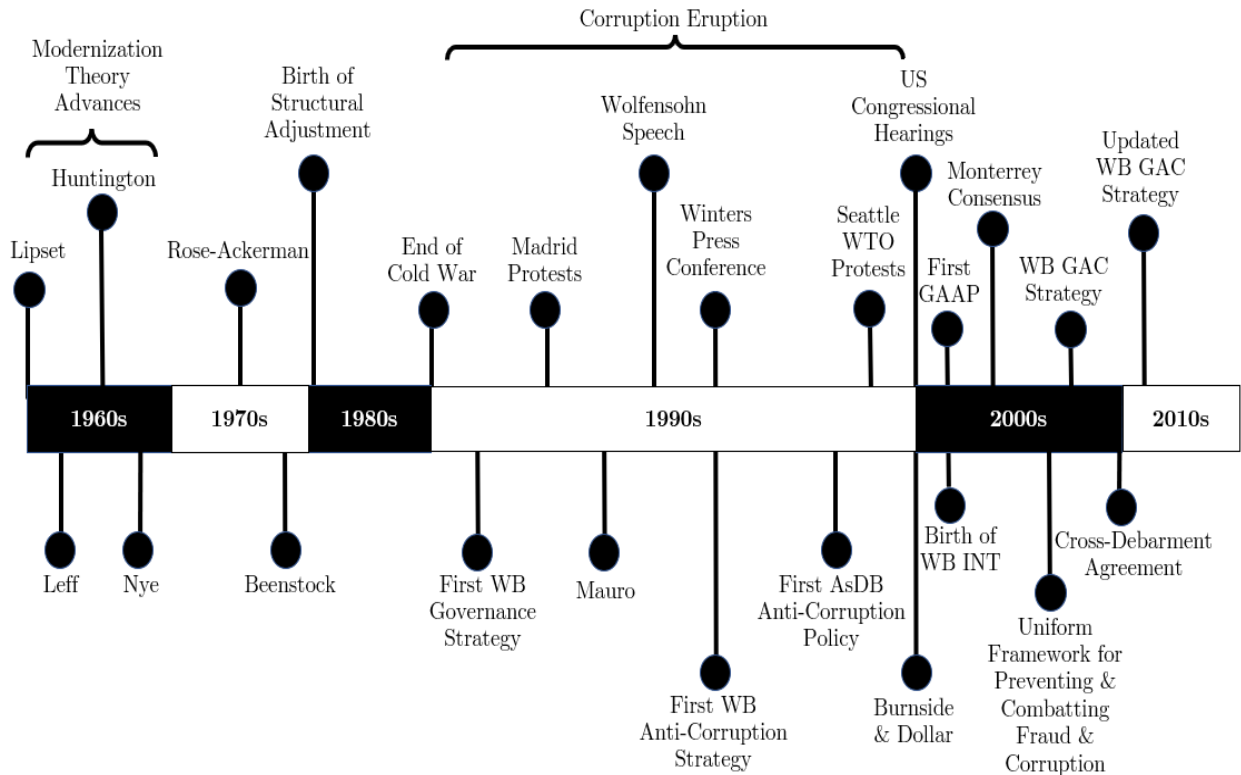 Corruption Eruption
Modernization
Theory
Advances
Huntington
Lipset
Rose-Ackerman
Birth of
Structural
Adjustment
End of
Cold War
Madrid
Protests
Wolfensohn
Speech
Winters
Press
Conference
Seattle
WTO
Protests
US
Congressional
Hearings
First
GAAP
Monterrey
Consensus
WB GAC
Strategy
Updated
WB GAC
Strategy
1960s
1970s
1980s
1990s
2000s
2010s
Leff
Nye
Beenstock
First WB
Governance
Strategy
Mauro
First WB
Anti-Corruption
Strategy
First AsDB
Anti-Corruption
Policy
Burnside
& Dollar
Birth of
WB INT
Uniform
Framework for
Preventing &
Combatting
Fraud &
Corruption
Cross-Debarment
Agreement